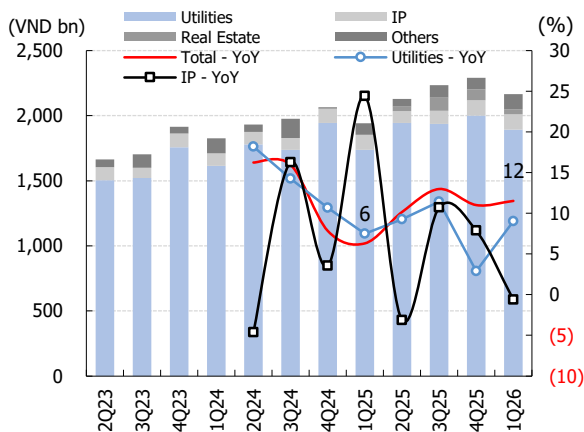 (VND bn)
(%)
Utilities
IP
Real Estate
Others
Total - YoY
Utilities - YoY
IP - YoY
2,500
2,000
1,500
1,000
500
0
30
25
20
15
10
5
0
(5)
(10)
6
12
2Q23
3Q23
4Q23
1Q24
2Q24
3Q24
4Q24
1Q25
2Q25
3Q25
4Q25
1Q26